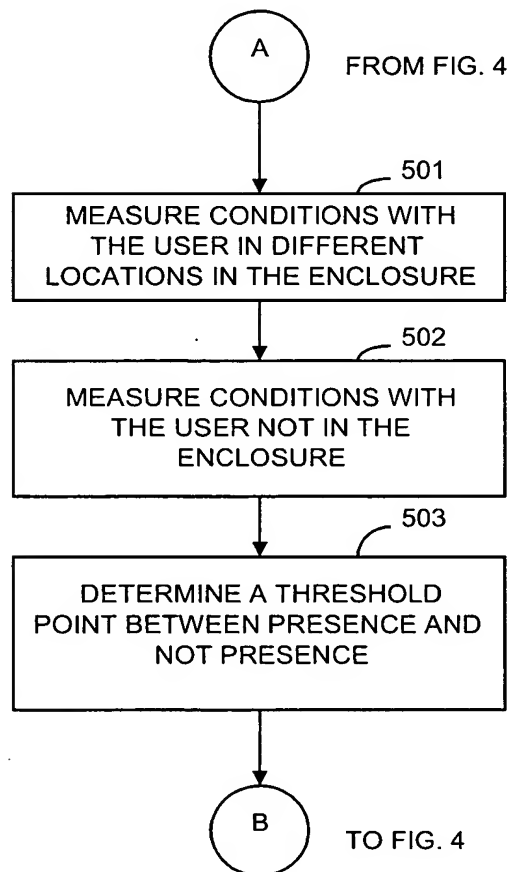 A
FROM FIG. 4
501
MEASURE CONDITIONS WITH
THE USER IN DIFFERENT
LOCATIONS IN THE ENCLOSURE
502
MEASURE CONDITIONS WITH
THE USER NOT IN THE
ENCLOSURE
503
DETERMINE A THRESHOLD
POINT BETWEEN PRESENCE AND
NOT PRESENCE
B
TO FIG. 4